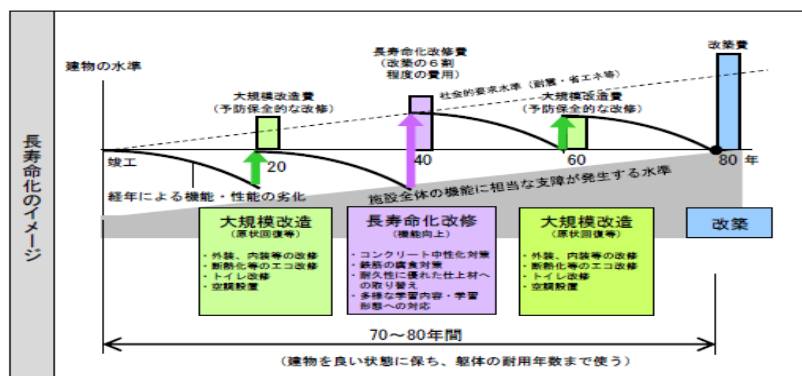 長寿命化のイメージ
建物の水準
大規模改造費
(予防保全的な改修)
長寿命化改修費
(改築の6割
程度の費用)
社会的要求水準(耐震・省エネ等)
大規模改造費
(予防保全的な改修)
改築費
竣工
20
40
60
80 年
経年による機能・性能の劣化
施設全体の機能に相当な支障が発生する水準
大規模改造
(原状回復等)
・外装、内装等の改修
・断熱化等のエコ改修
・トイレ改修
・空調設置
長寿命化改修
(機能向上)
・コンクリート中性化対策
・鉄筋の腐食対策
・耐久性に優れた仕上材へ
の取り替え
・多様な学習内容・学習
形態への対応
大規模改造
(原状回復等)
・外装、内装等の改修
・断熱化等のエコ改修
・トイレ改修
・空調設置
改築
70～80年間
(建物を良い状態に保ち、躯体の耐用年数まで使う)